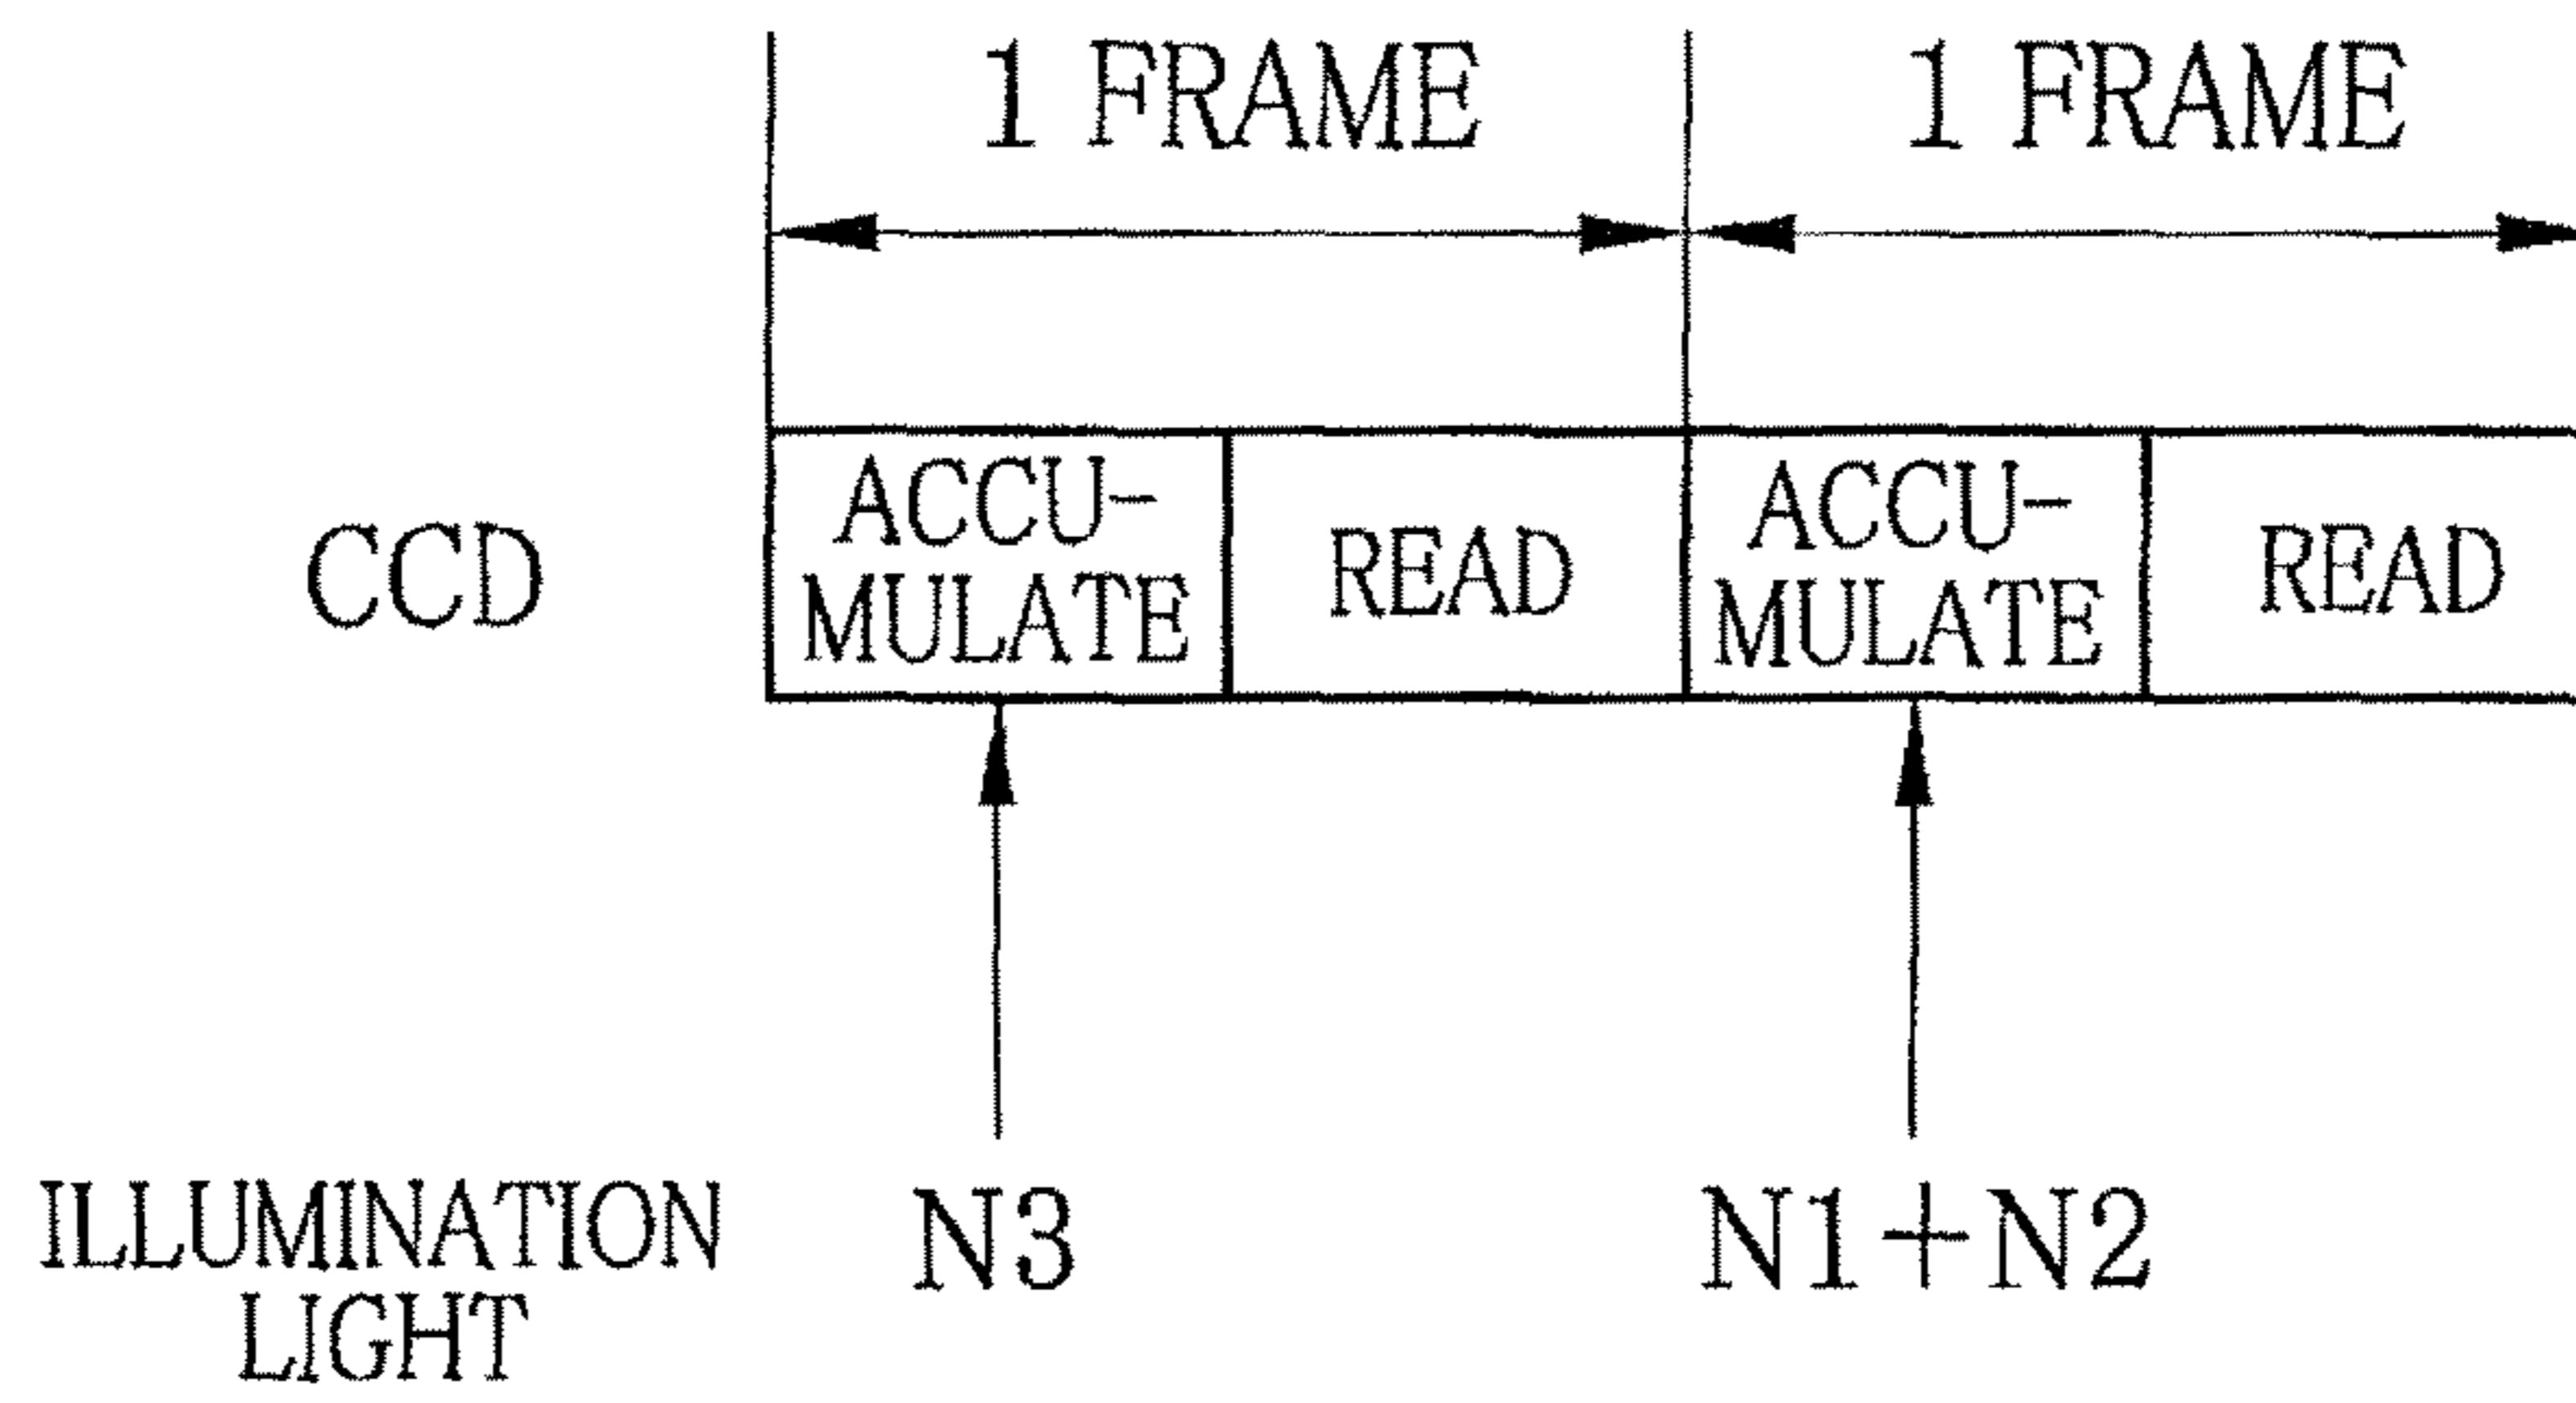 1 FRAME 1 FRAME
CCD
ACCU-
MULATE
READ
ACCU-
MULATE
READ
ILLUMINATION
LIGHT
N3
N1+N2